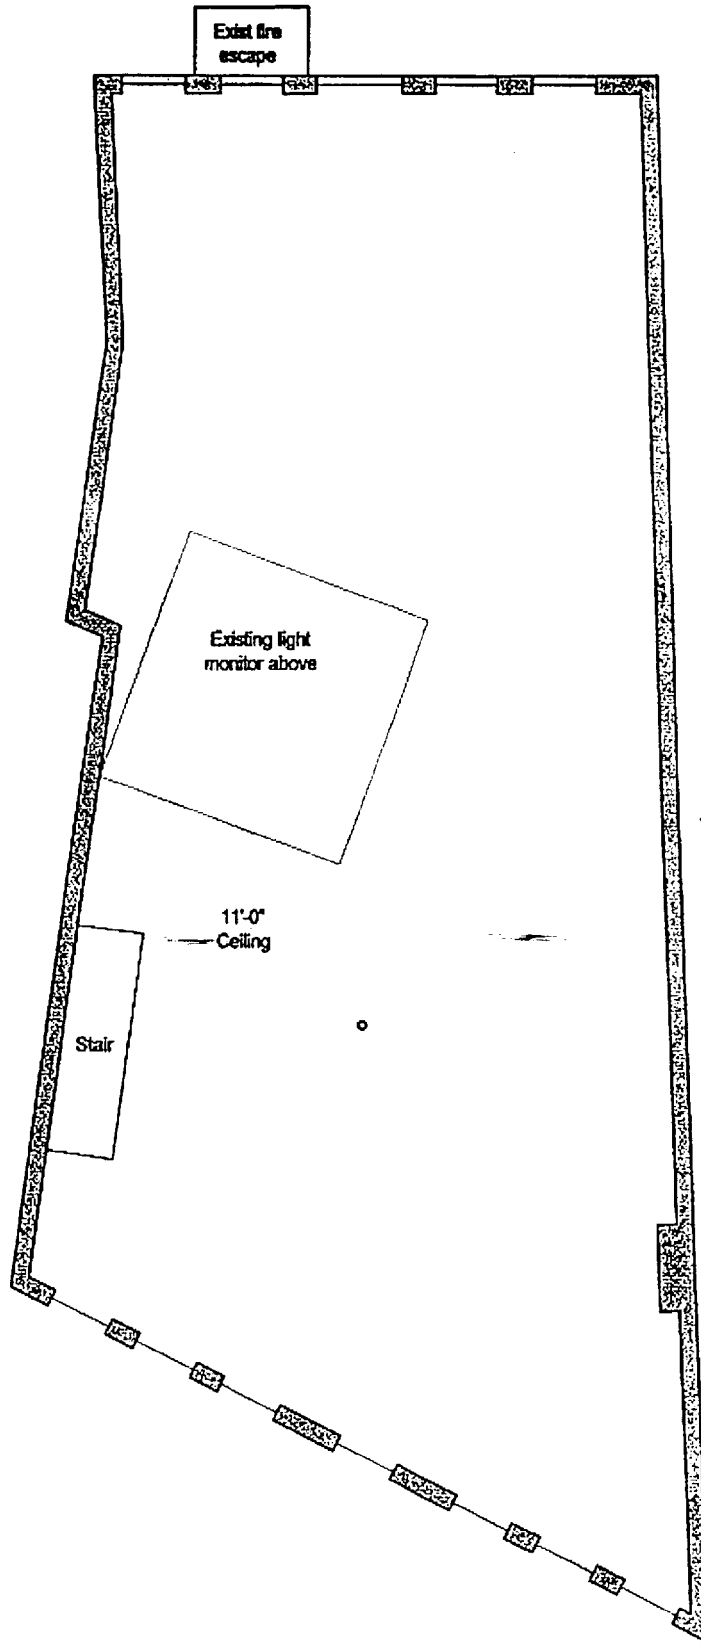 Exist fire
escape
Existing light
monitor above
11'-0"
Ceiling
Stair